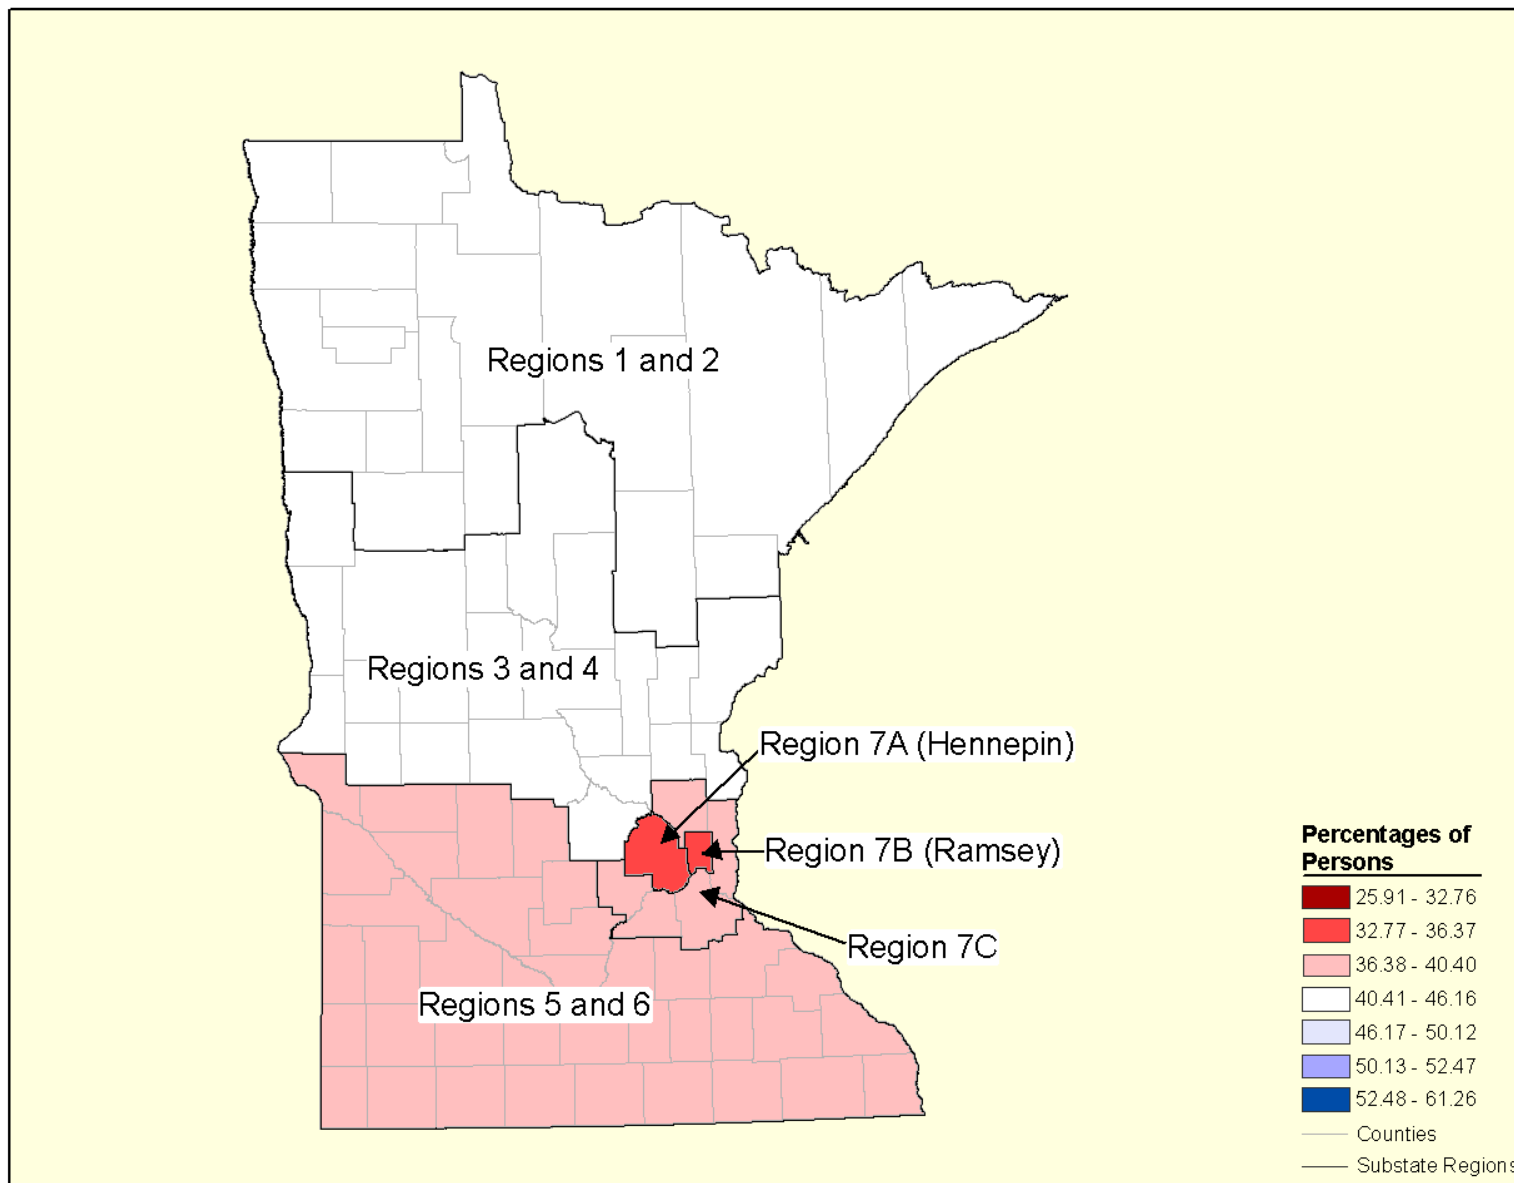 Regions 1 and 2
Regions 3 and 4
Region 7A (Hennepin)
Region 7B (Ramsey)
Region 7C
Regions 5 and 6
Percentages of
Persons
25.91 - 32.76
32.77 - 36.37
36.38 - 40.40
40.41 - 46.16
46.17 - 50.12
50.13 - 52.47
52.48 - 61.26
Counties
Substate Regions